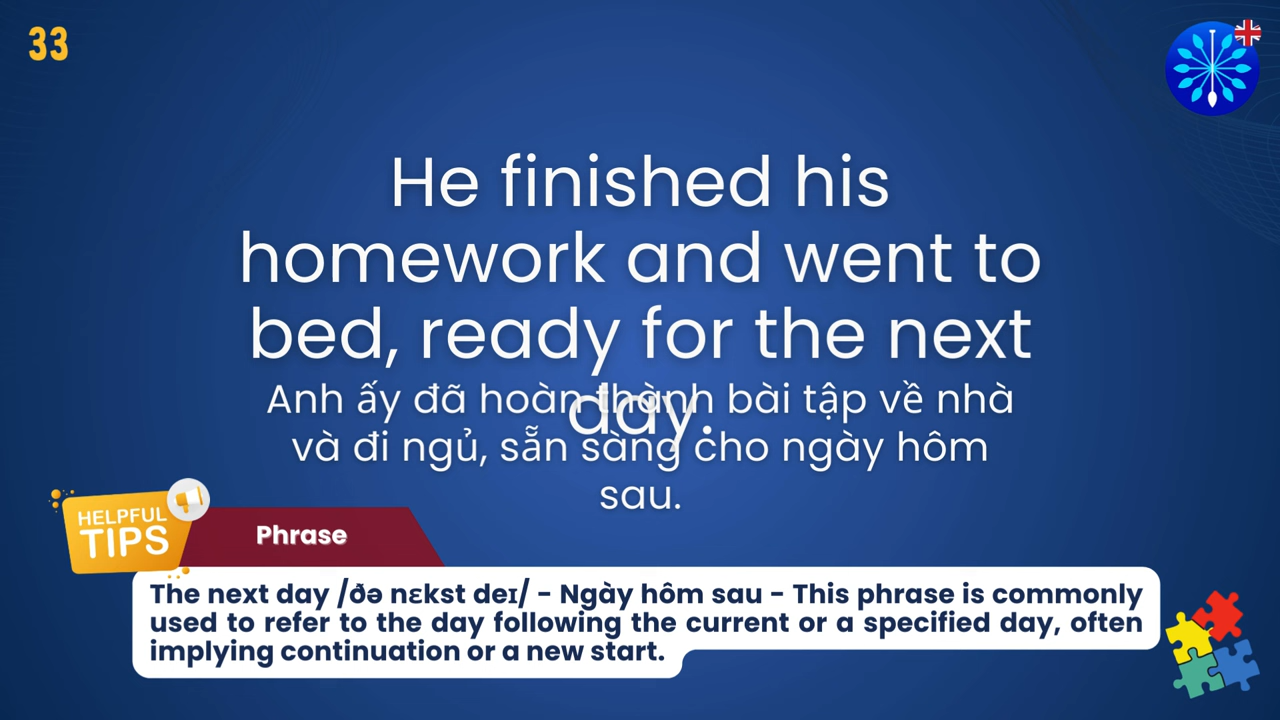 33
He finished his
homework and went to
bed, ready for the next
day.
Anh ấy đã hoàn thành bài tập về nhà
và đi ngủ, sẵn sàng cho ngày hôm
sau.
HELPFUL
TIPS
Phrase
The next day /ðə nɛkst deɪ/ - Ngày hôm sau - This phrase is commonly
used to refer to the day following the current or a specified day, often
implying continuation or a new start.